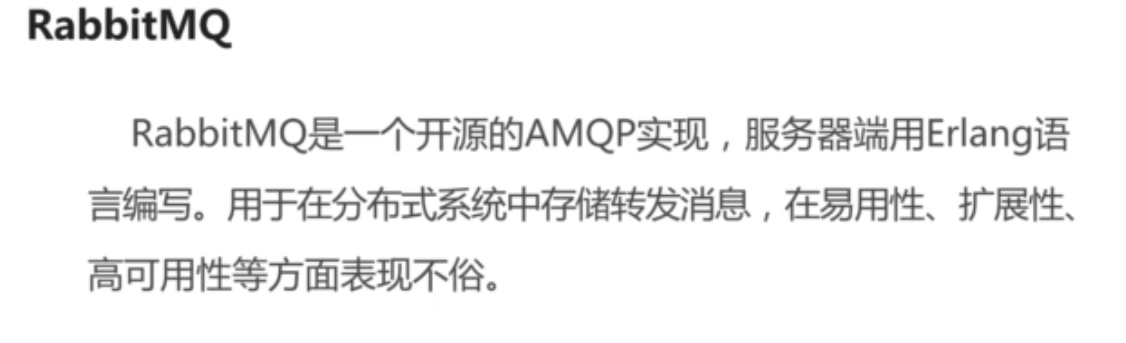 RabbitMQ
RabbitMQ是一个开源的AMQP实现，服务器端用Erlang语
言编写。用于在分布式系统中存储转发消息，在易用性、扩展性、
高可用性等方面表现不俗。